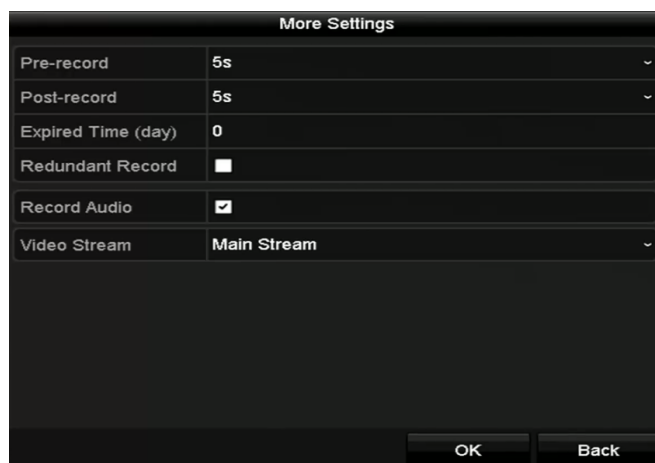 More Settings
Pre-record 5s
Post-record 5s
Expired Time (day) 0
Redundant Record
Record Audio
Video Stream Main Stream
OK Back